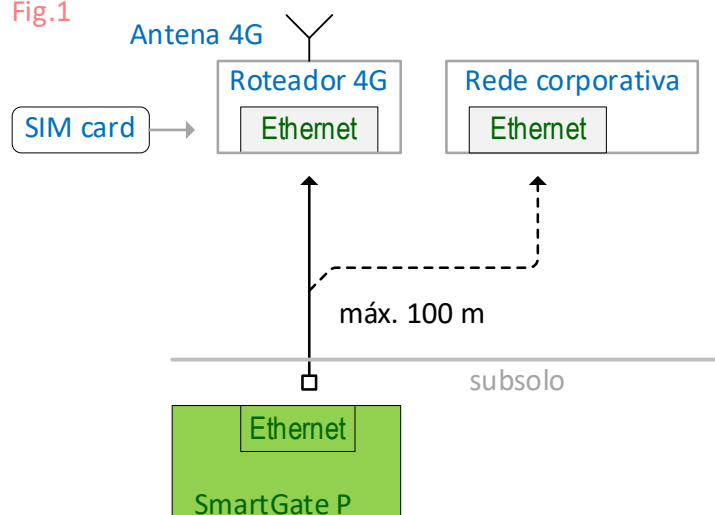 Fig.1
Antena 4G
Roteador 4G
Rede corporativa
SIM card
Ethernet
Ethernet
máx. 100 m
subsolo
Ethernet
SmartGate P